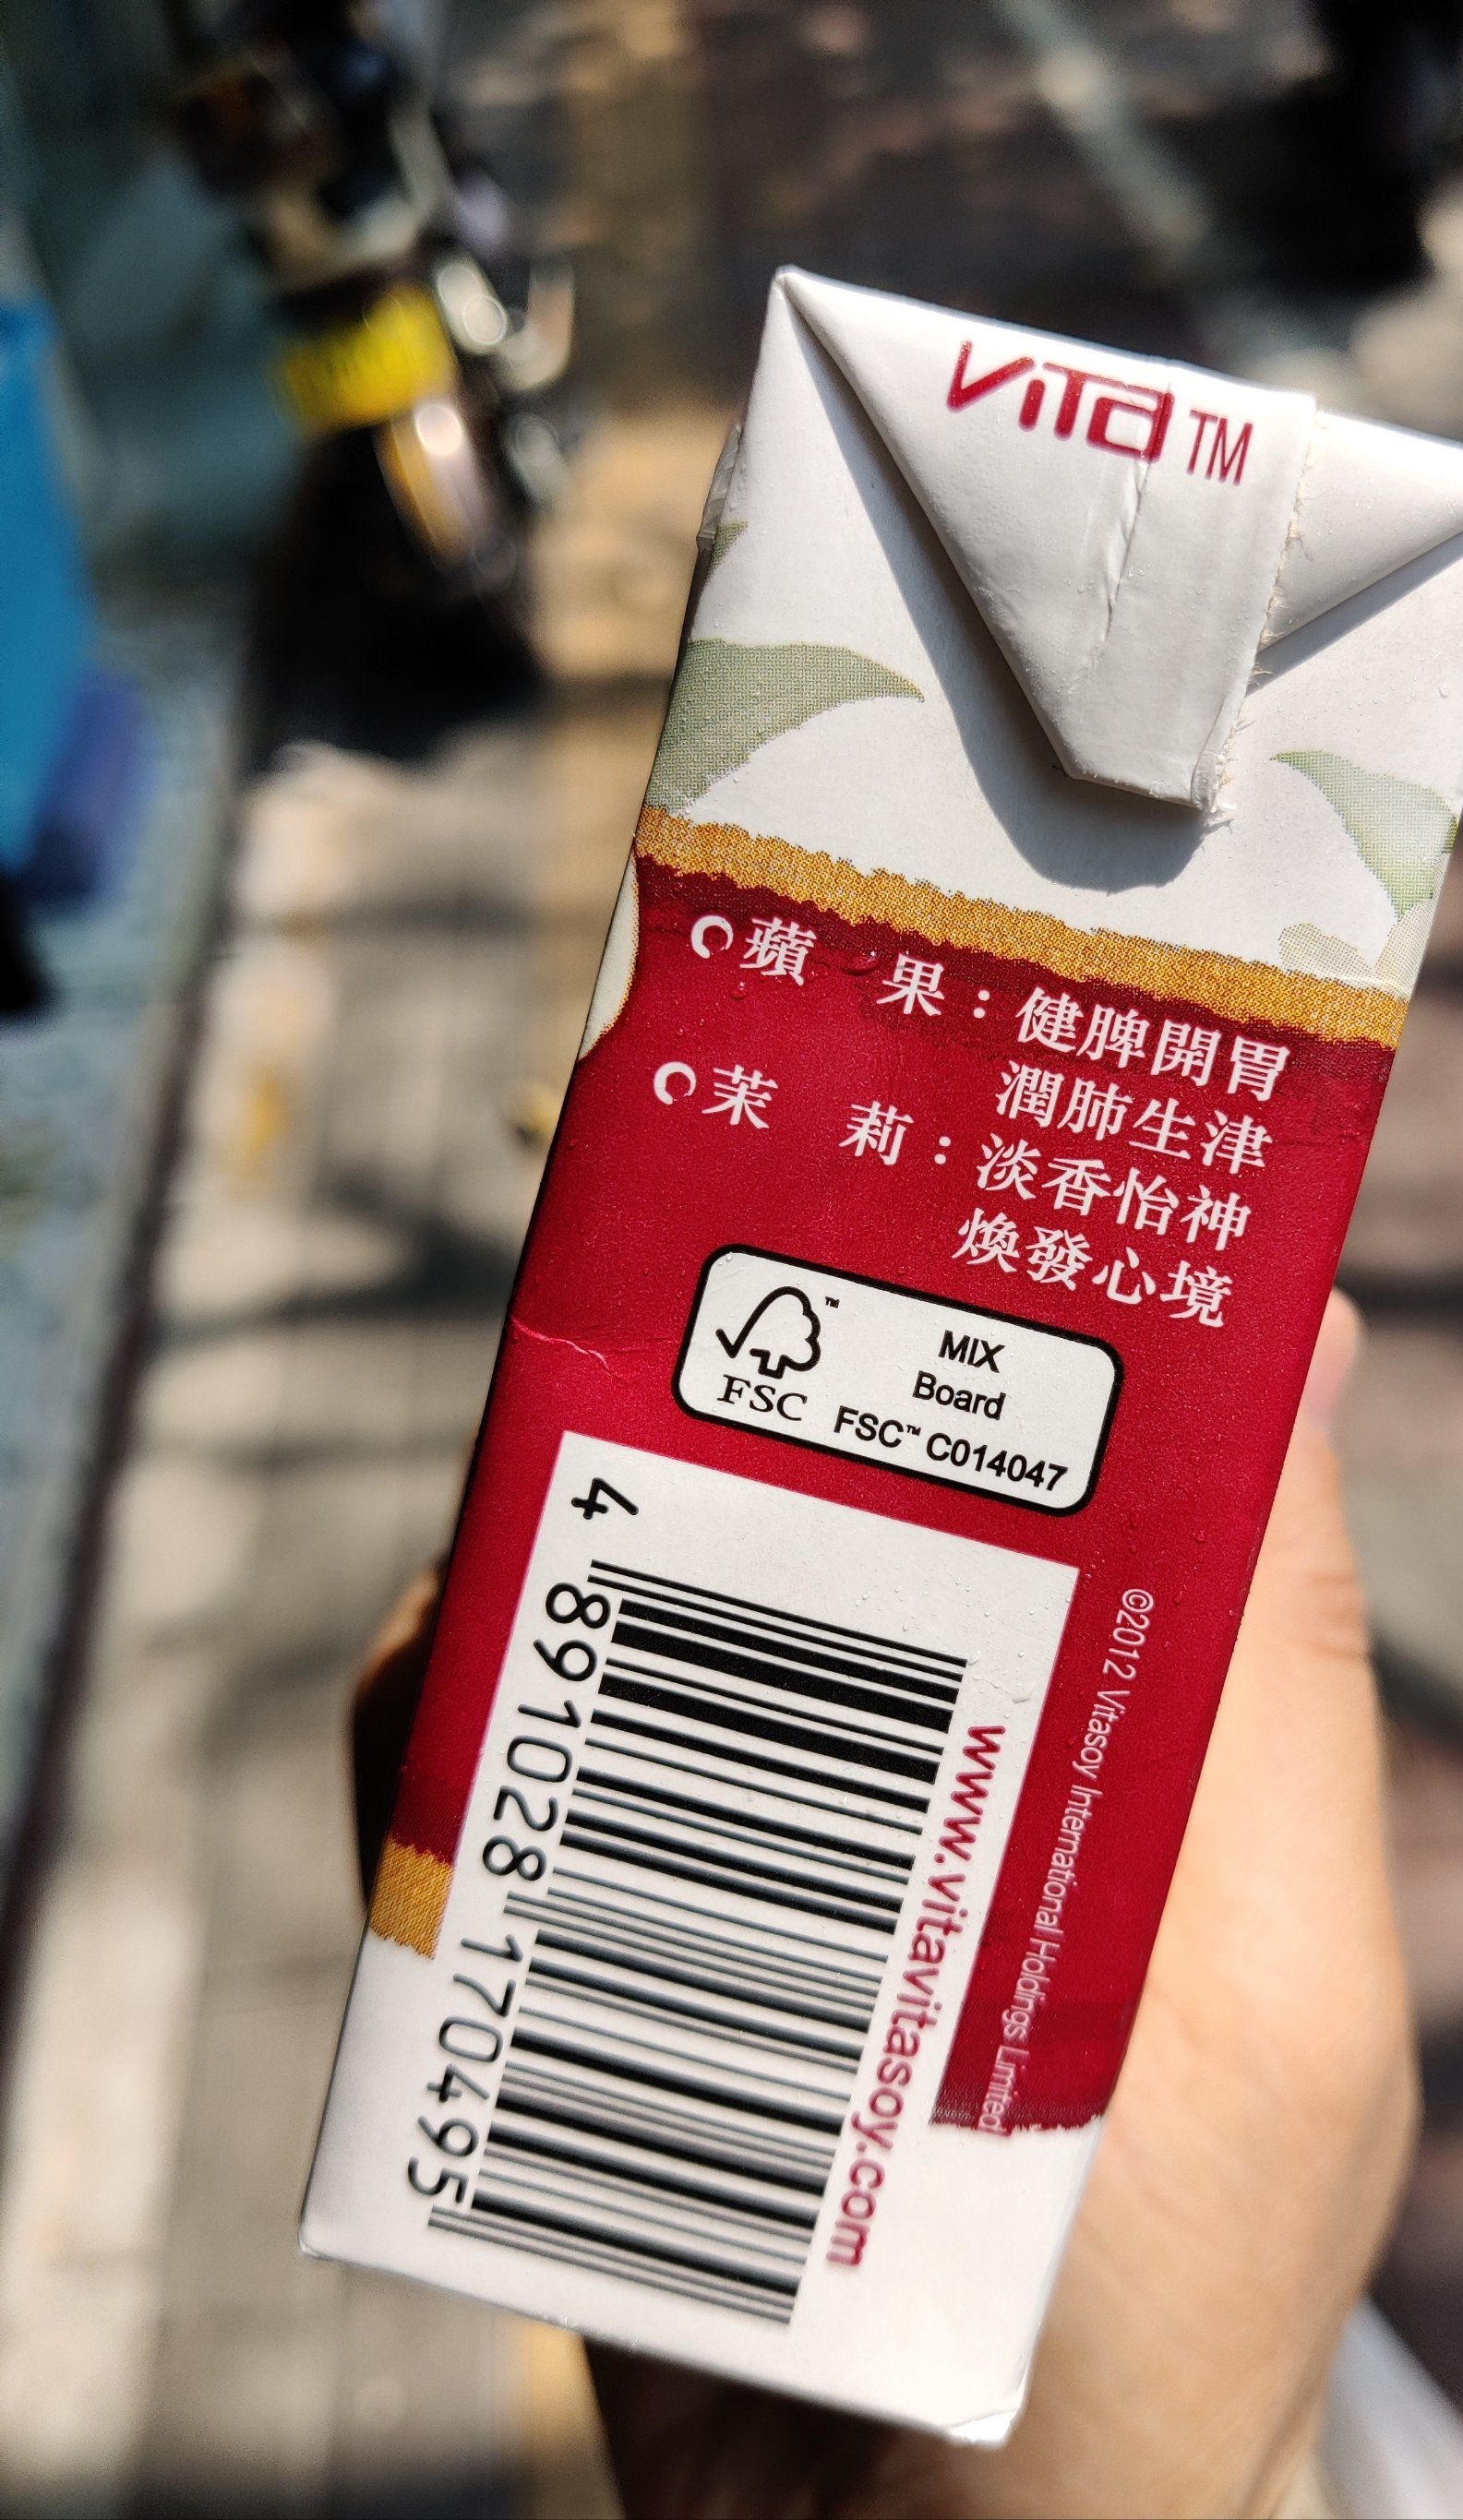 ViTa™
蘋 果：健脾開胃
潤肺生津
茉 莉：淡香怡神
煥發心境
™
FSC
MIX
Board
FSC™ C014047
4 891028 170495
www.vitavitasoy.com
©2012 Vitasoy International Holdings Limited